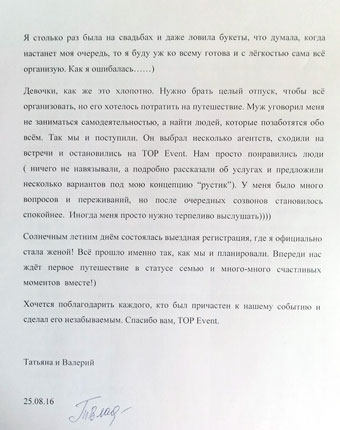 Я столько раз была на свадьбах и даже ловила букеты, что думала, когда
настанет моя очередь, то я буду уж ко всему готова и с лёгкостью сама всё
организую. Как я ошибалась……)
Девочки, как же это хлопотно. Нужно брать целый отпуск, чтобы всё
организовать, но его хотелось потратить на путешествие. Муж уговорил меня
не заниматься самодеятельностью, а найти людей, которые позаботятся обо
всём. Так мы и поступили. Он выбрал несколько агентств, сходили на
встречи и остановились на TOP Event. Нам просто понравились люди
( ничего не навязывали, а подробно рассказали об услугах и предложили
несколько вариантов под мою концепцию "рустик"). У меня было много
вопросов и переживаний, но после очередных созвонов становилось
спокойнее. Иногда меня просто нужно терпеливо выслушать))))
Солнечным летним днём состоялась выездная регистрация, где я официально
стала женой! Всё прошло именно так, как мы и планировали. Впереди нас
ждёт первое путешествие в статусе семью и много-много счастливых
моментов вместе!)
Хочется поблагодарить каждого, кто был причастен к нашему событию и
сделал его незабываемым. Спасибо вам, TOP Event.
Татьяна и Валерий
25.08.16